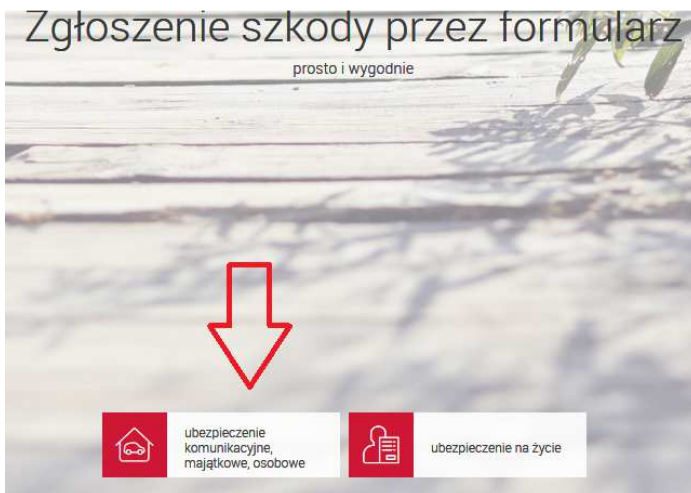 Zgłoszenie szkody przez formularz
prosto i wygodnie
ubezpieczenie
komunikacyjne,
majątkowe, osobowe
ubezpieczenie na życie